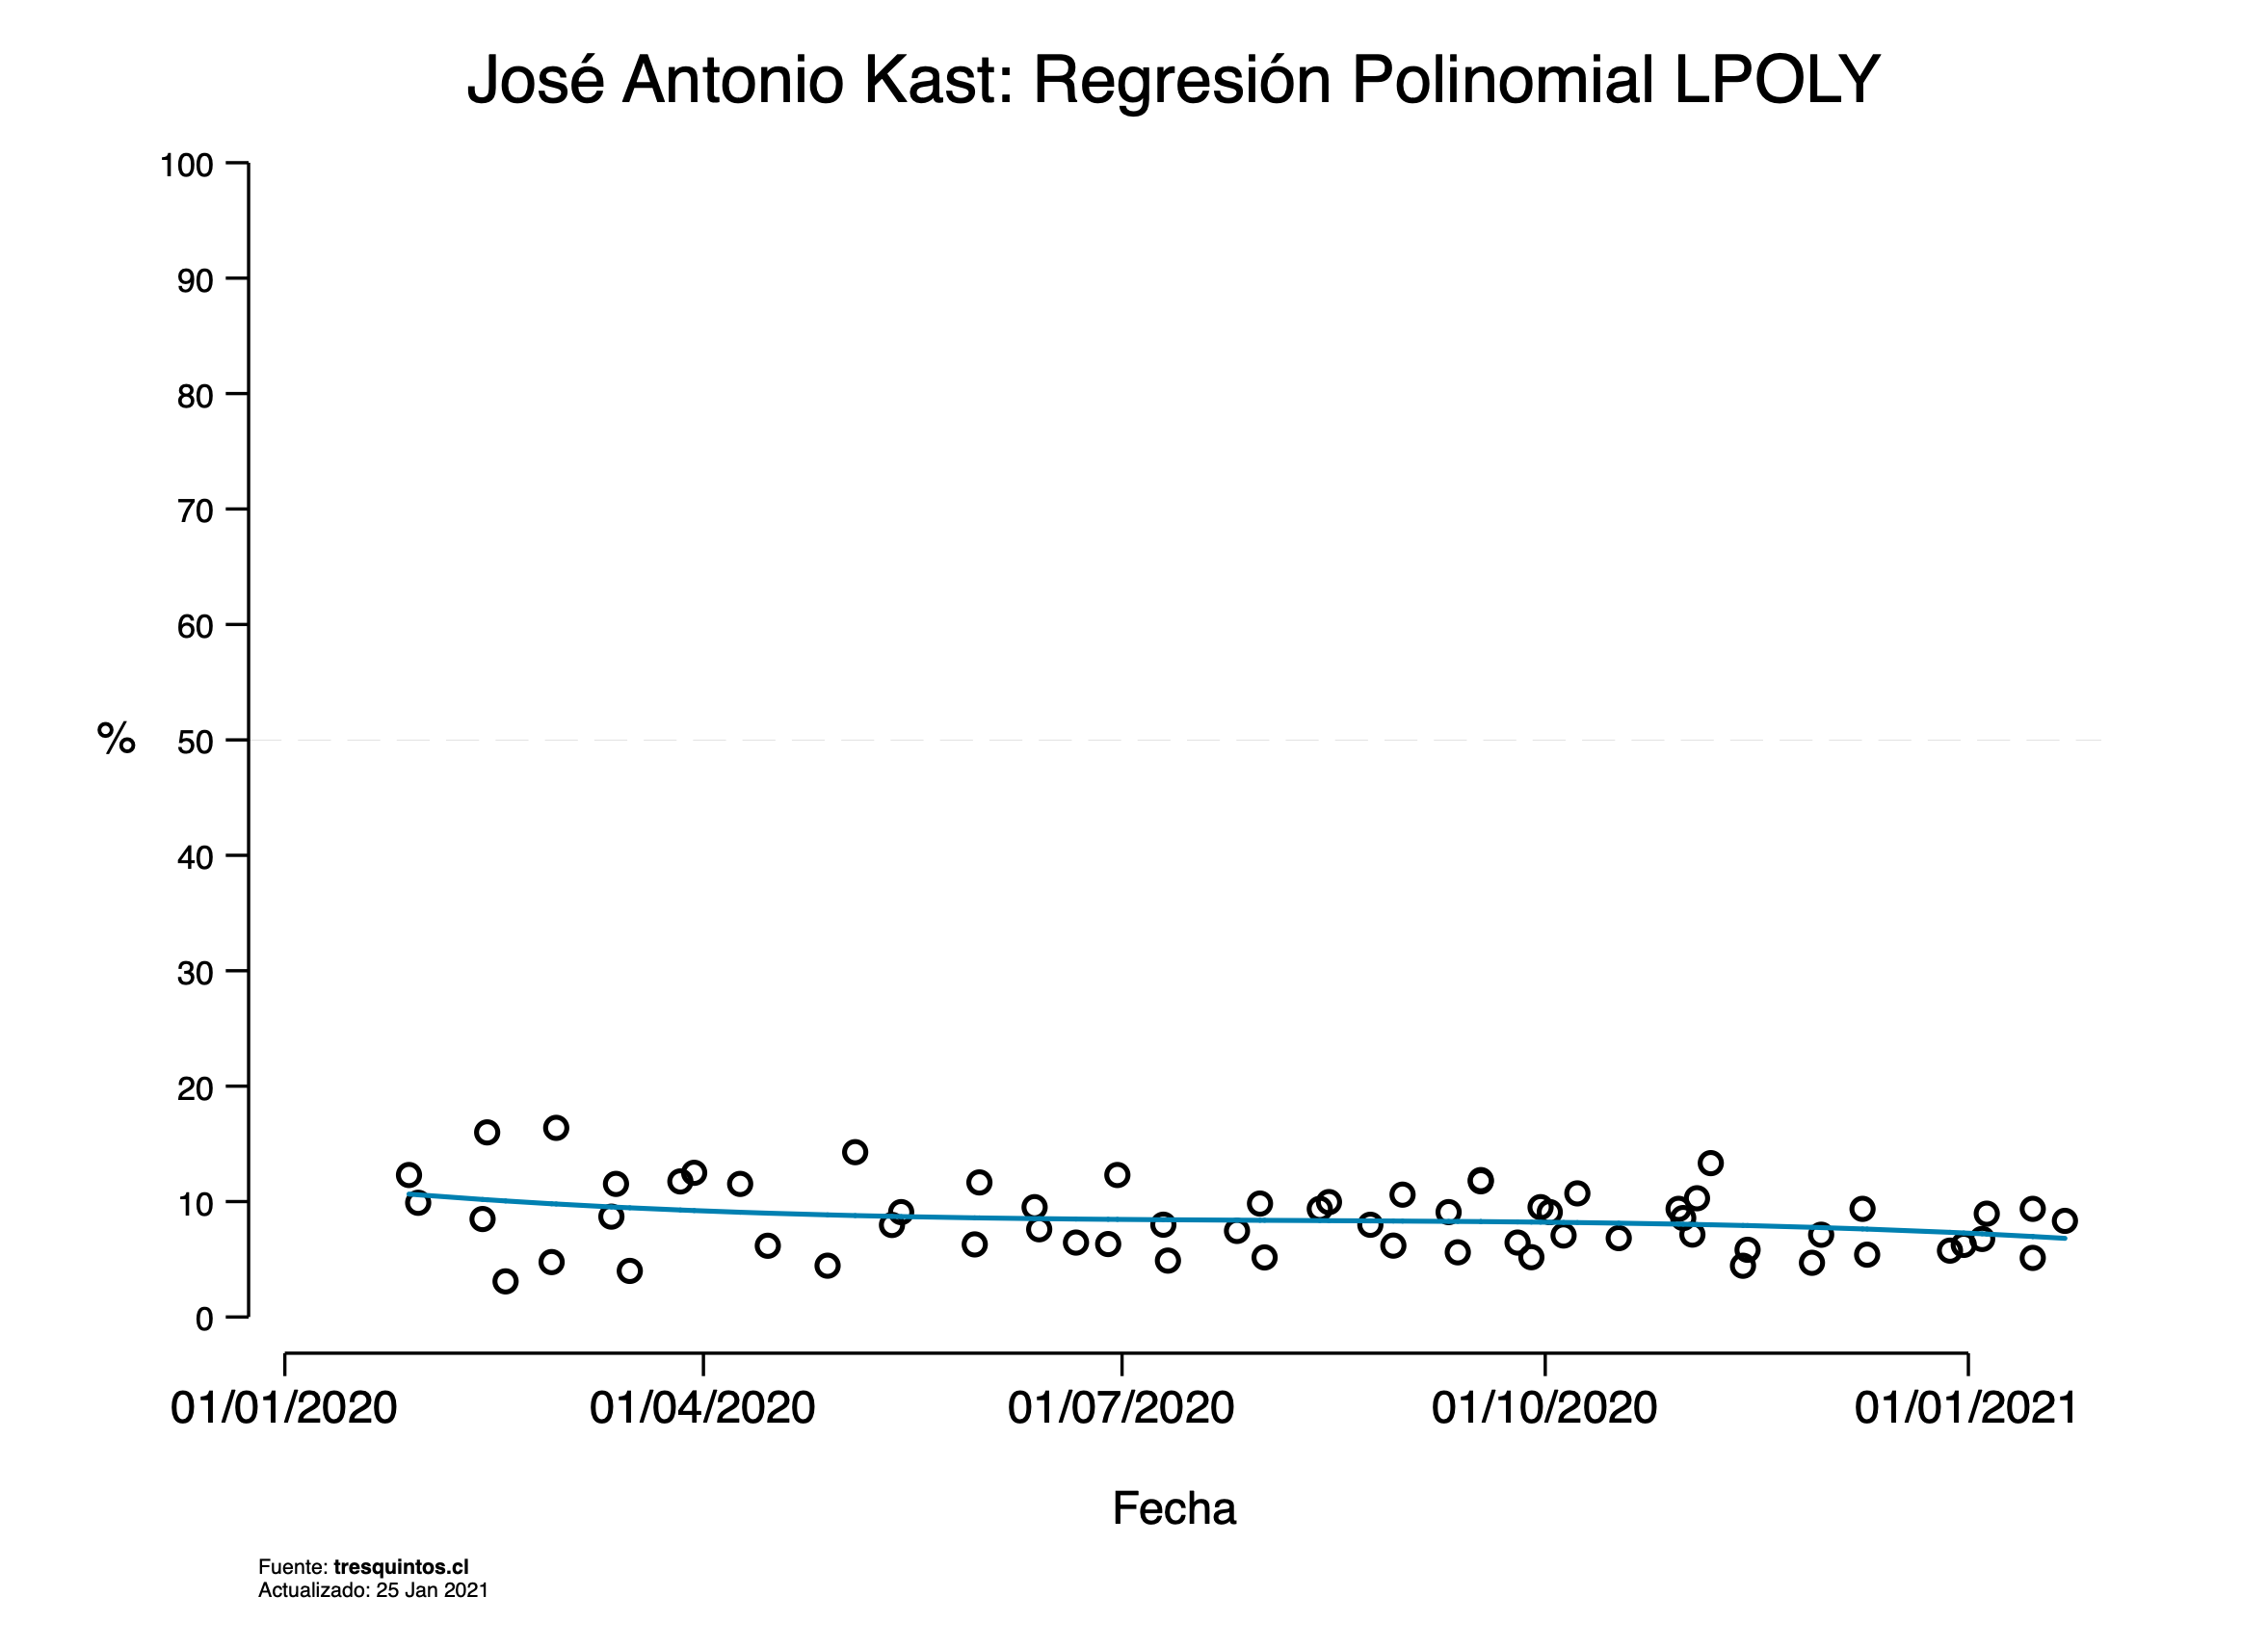 José Antonio Kast: Regresión Polinomial LPOLY
100
90
80
70
60
% 50
40
30
20
10
0
01/01/2020 01/04/2020 01/07/2020 01/10/2020 01/01/2021
Fecha
Fuente: tresquintos.cl
Actualizado: 25 Jan 2021